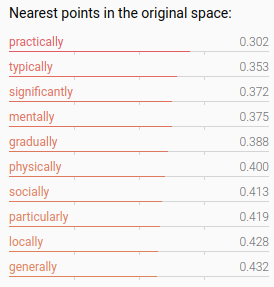 Nearest points in the original space:
practically 0.302
typically 0.353
significantly 0.372
mentally 0.375
gradually 0.388
physically 0.400
socially 0.413
particularly 0.419
locally 0.428
generally 0.432